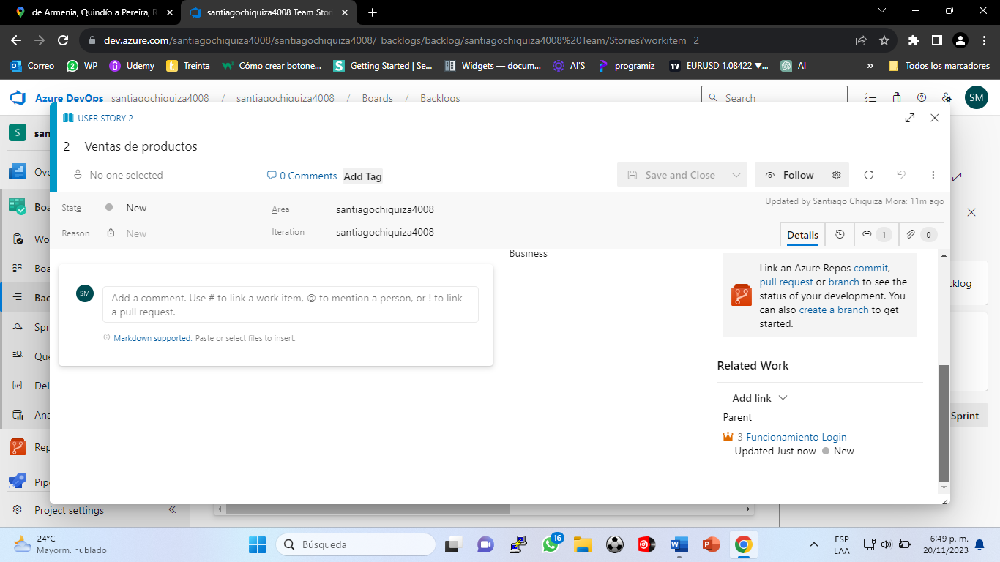 de Armenia, Quindío a Pereira, R
santiagochiquiza4008 Team Stor
dev.azure.com/santiagochiquiza4008/santiagochiquiza4008/_backlogs/backlog/santiagochiquiza4008%20Team/Stories?workitem=2
Correo WP Udemy Treinta Cómo crear botone... Getting Started | Se... Widgets — docum... AI'S programiz EURUSD 1.08422 ▼... AI » Todos los marcadores
Azure DevOps santiagochiquiza4008 / santiagochiquiza4008 / Boards / Backlogs Search SM
USER STORY 2
S san
2 Ventas de productos
No one selected 0 Comments Add Tag Save and Close Follow
Ove
Updated by Santiago Chiquiza Mora: 11m ago
Boa State New Area santiagochiquiza4008
Reason New Iteration santiagochiquiza4008
Details 1 0
Wo
Business
Boa
Link an Azure Repos commit,
pull request or branch to see the
status of your development. You
can also create a branch to get
started.
cklog
SM
Add a comment. Use # to link a work item, @ to mention a person, or ! to link
a pull request.
Bac
Spr
Markdown supported. Paste or select files to insert.
Que
Related Work
Del
Add link
Ana
Parent
Sprint
3 Funcionamiento Login
Updated Just now New
Rep
Pipe
Project settings
24°C
Mayorm. nublado
Búsqueda
16
ESP
LAA
6:49 p. m.
20/11/2023